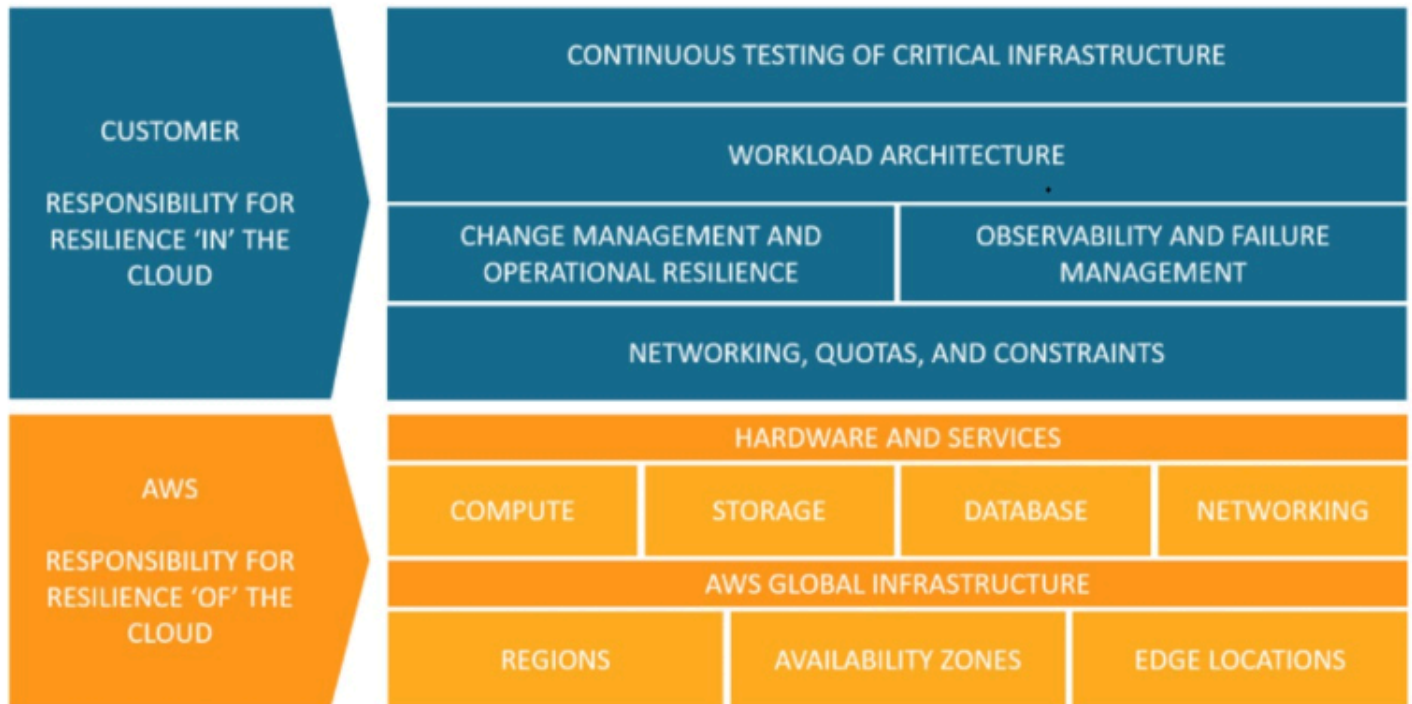 CUSTOMER
RESPONSIBILITY FOR
RESILIENCE ‘IN’ THE
CLOUD
CONTINUOUS TESTING OF CRITICAL INFRASTRUCTURE
WORKLOAD ARCHITECTURE
CHANGE MANAGEMENT AND
OPERATIONAL RESILIENCE
OBSERVABILITY AND FAILURE
MANAGEMENT
NETWORKING, QUOTAS, AND CONSTRAINTS
AWS
RESPONSIBILITY FOR
RESILIENCE ‘OF’ THE
CLOUD
HARDWARE AND SERVICES
COMPUTE
STORAGE
DATABASE
NETWORKING
AWS GLOBAL INFRASTRUCTURE
REGIONS
AVAILABILITY ZONES
EDGE LOCATIONS